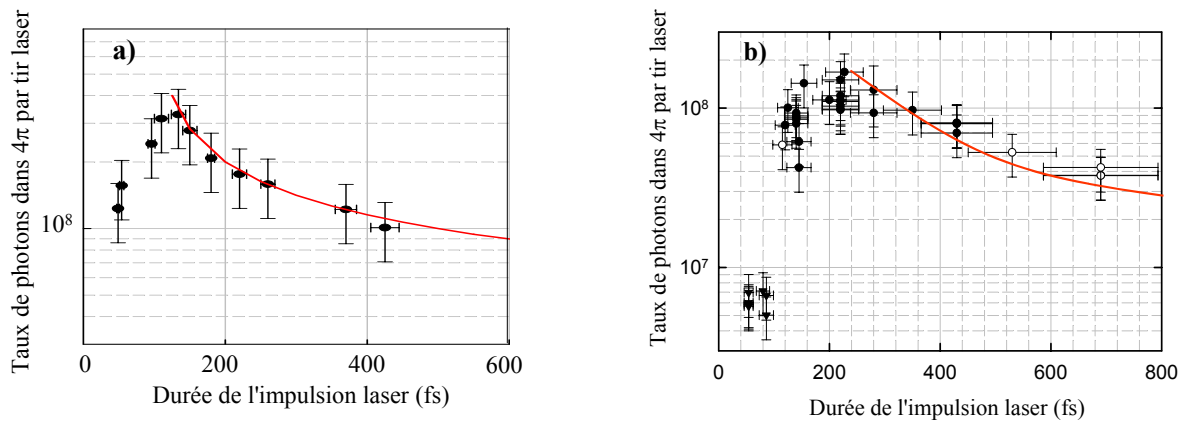 a)
Taux de photons dans 4π par tir laser
10⁸
0
200
400
600
Durée de l'impulsion laser (fs)
b)
Taux de photons dans 4π par tir laser
10⁸
10⁷
0
200
400
600
800
Durée de l'impulsion laser (fs)